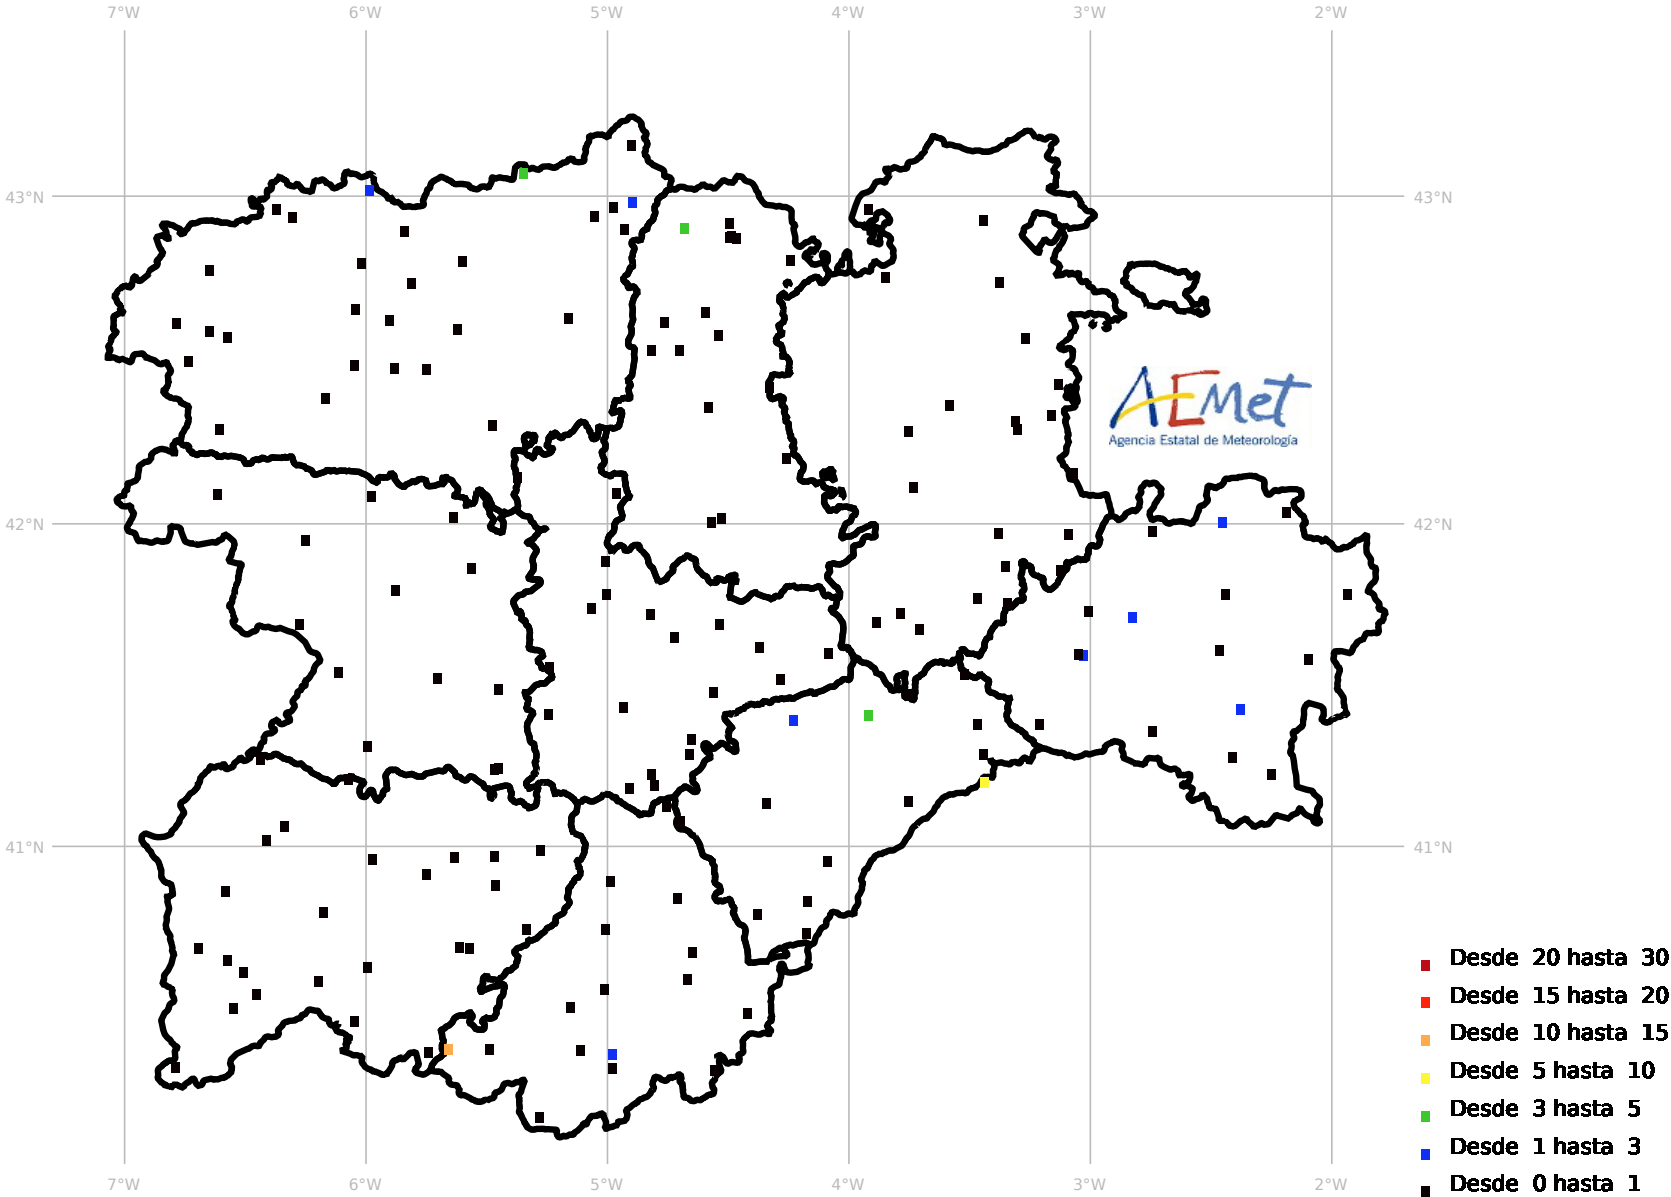 7°W 6°W 5°W 4°W 3°W 2°W
43°N 43°N
AEMet
Agencia Estatal de Meteorología
42°N 42°N
41°N 41°N
Desde 20 hasta 30
Desde 15 hasta 20
Desde 10 hasta 15
Desde 5 hasta 10
Desde 3 hasta 5
Desde 1 hasta 3
Desde 0 hasta 1
7°W 6°W 5°W 4°W 3°W 2°W